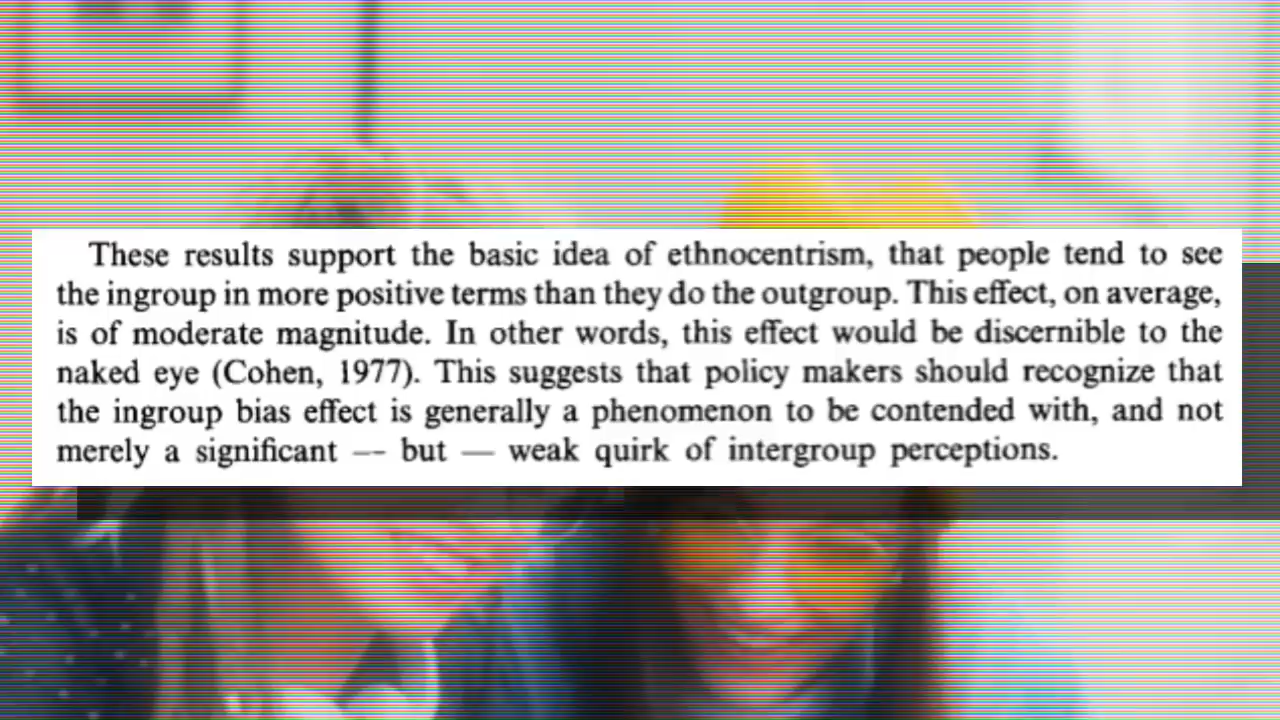 These results support the basic ea of ethnocentrism, that people tend to see
the ingroup in more positive terms than they do the outgroup. This effect, on average,
is of moderate magnitude. In other words, this effect would be discernible to the
naked eye (Cohen, 1977). This suggests that policy makers should recognize that
the ingroup bias effect is generally a phenomenon to be contended with, and not
merely a significant — but — weak quirk of intergroup perceptions.